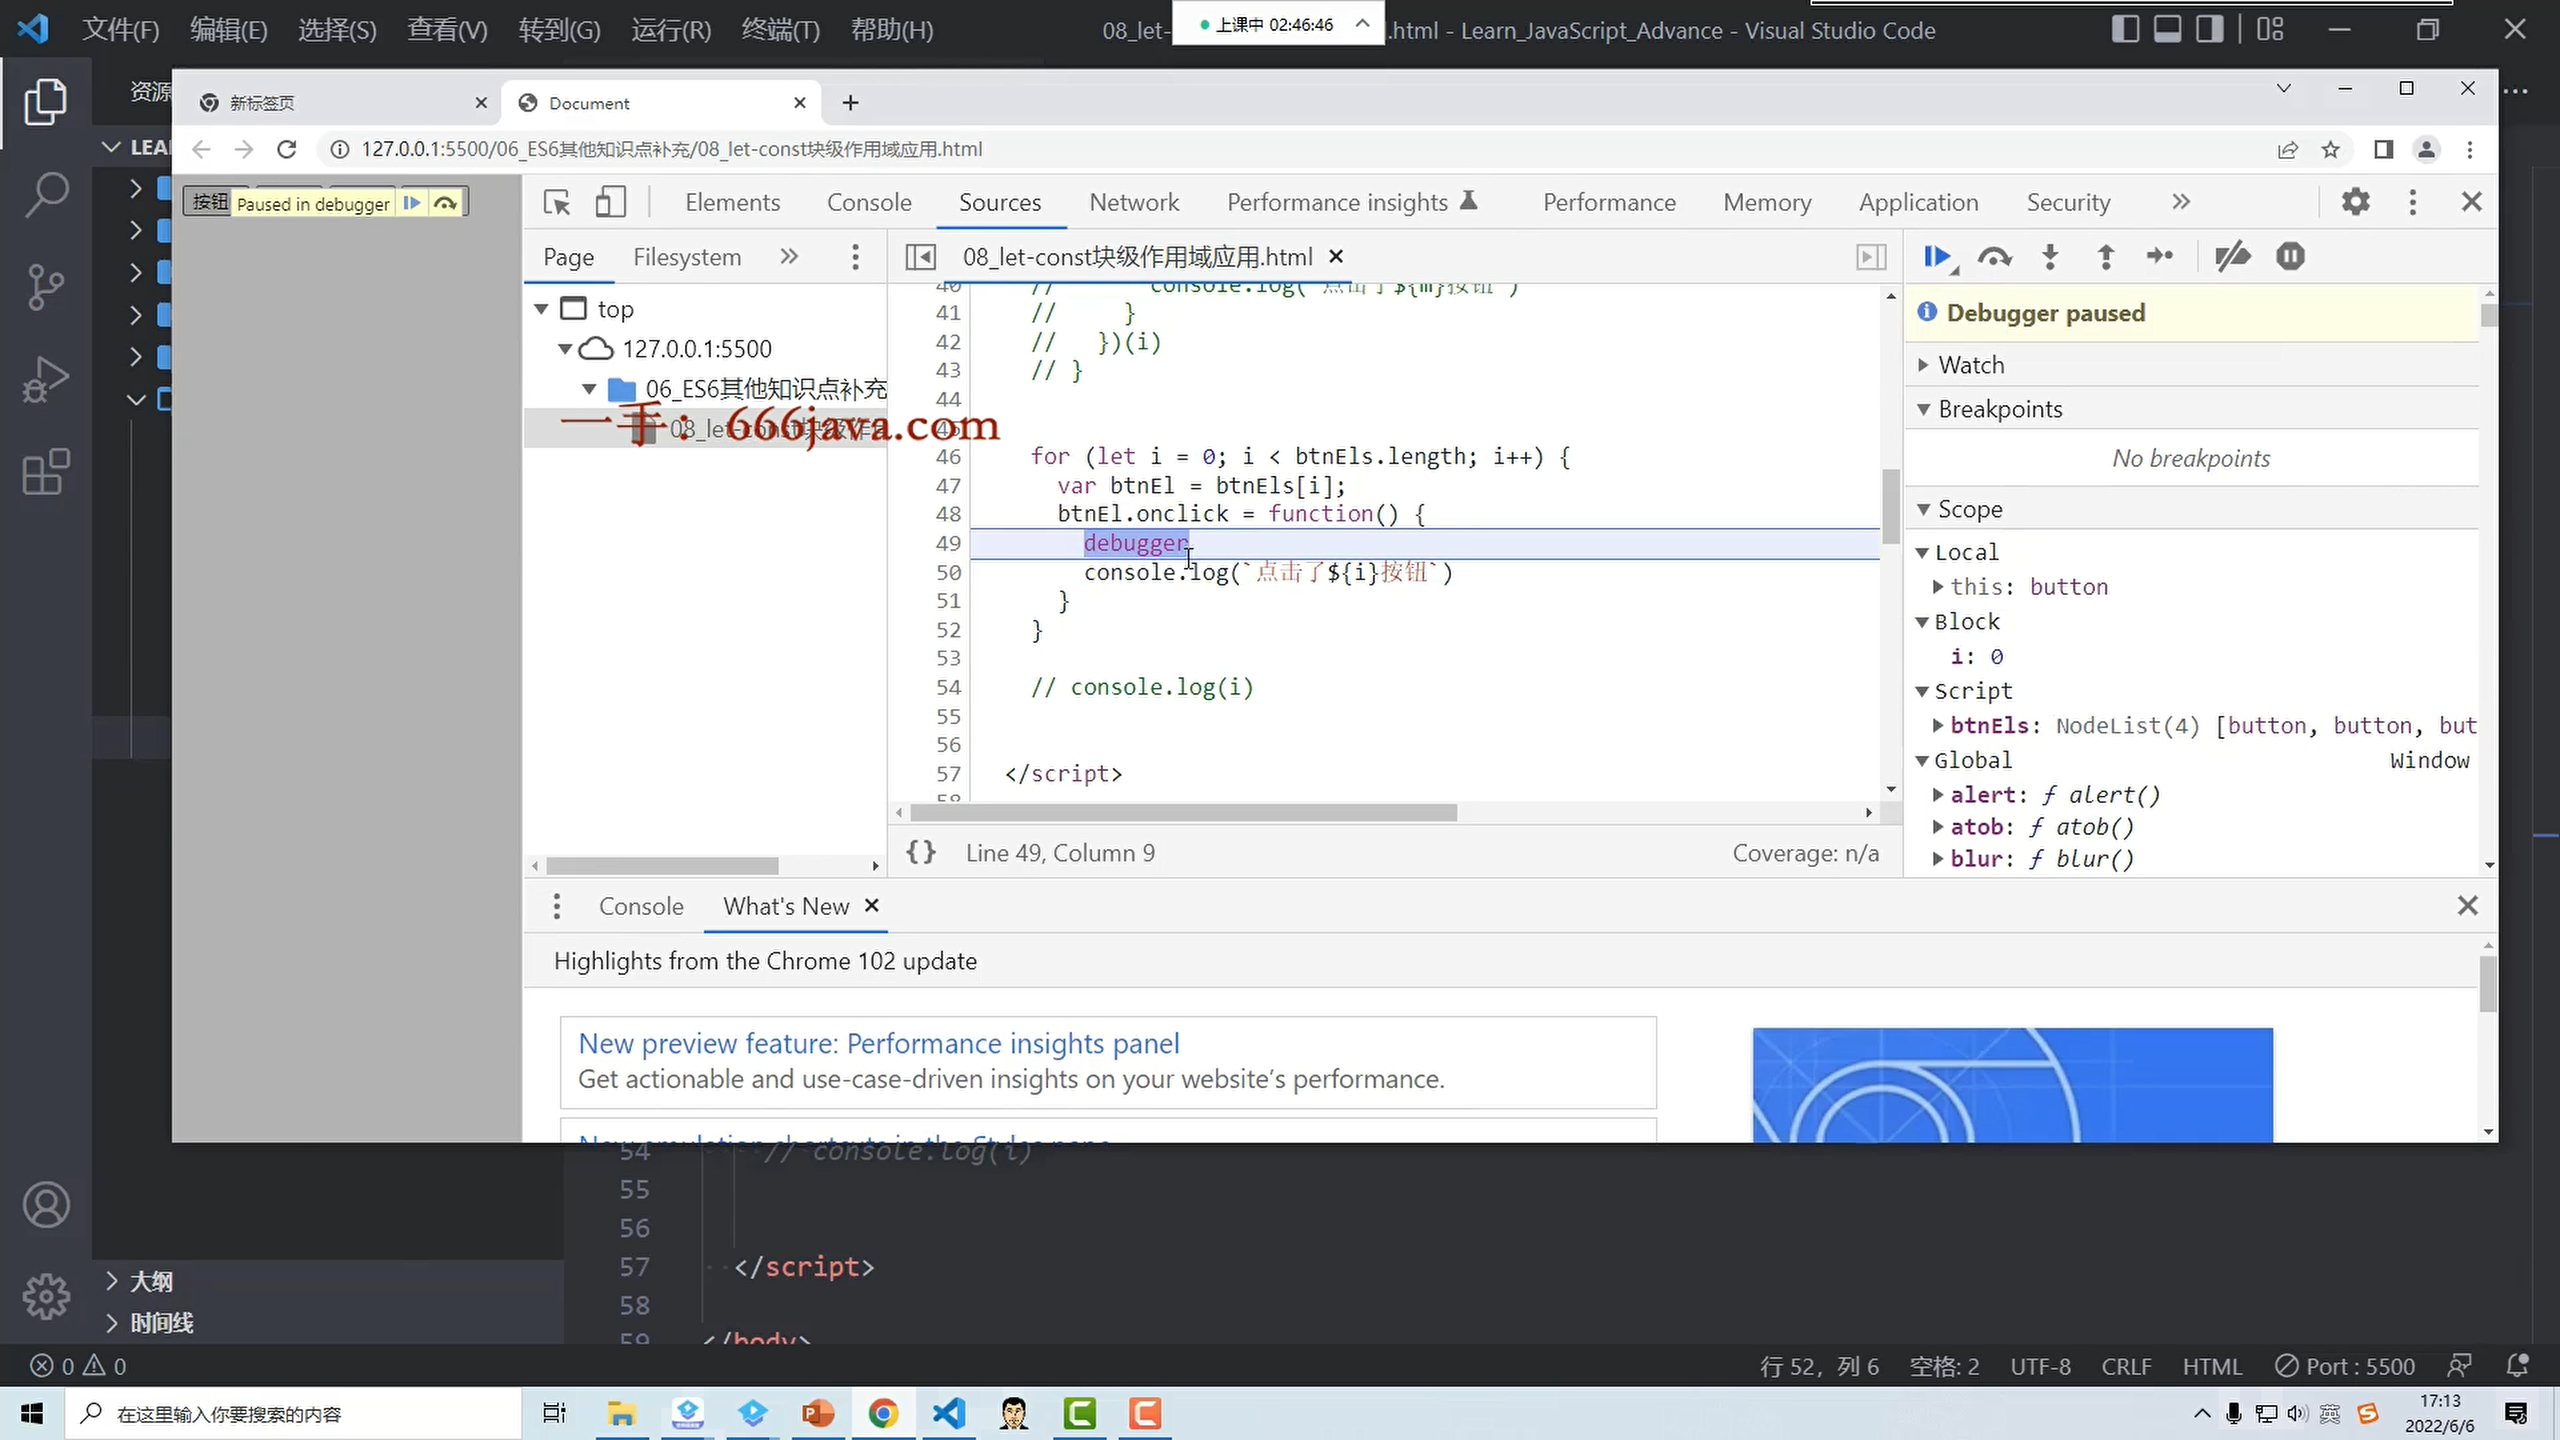 文件(F) 编辑(E) 选择(S) 查看(V) 转到(G) 运行(R) 终端(T) 帮助(H)
08_let-
上课中 02:46:46
.html - Learn_JavaScript_Advance - Visual Studio Code
资源
LEA
新标签页
Document
127.0.0.1:5500/06_ES6其他知识点补充/08_let-const块级作用域应用.html
按钮
Paused in debugger
Elements Console Sources Network Performance insights Performance Memory Application Security
Page Filesystem
08_let-const块级作用域应用.html
top
127.0.0.1:5500
06_ES6其他知识点补充
08_let-const块级作
一手：666java.com
40 // console.log(`点击了${m}按钮`)
41 // }
42 // })(i)
43 // }
44
46 for (let i = 0; i < btnEls.length; i++) {
47 var btnEl = btnEls[i];
48 btnEl.onclick = function() {
49 debugger
50 console.log(`点击了${i}按钮`)
51 }
52 }
53
54 // console.log(i)
55
56
57 </script>
58
{} Line 49, Column 9
Coverage: n/a
Debugger paused
Watch
Breakpoints
No breakpoints
Scope
Local
this: button
Block
i: 0
Script
btnEls: NodeList(4) [button, button, but
Global Window
alert: ƒ alert()
atob: ƒ atob()
blur: ƒ blur()
Console What's New
Highlights from the Chrome 102 update
New preview feature: Performance insights panel
Get actionable and use-case-driven insights on your website's performance.
New emulation shortcuts in the Styles pane
54 // console.log(i)
55
56
57 </script>
58
59 </body>
大纲
时间线
0 0
行 52，列 6 空格: 2 UTF-8 CRLF HTML Port : 5500
在这里输入你要搜索的内容
英
17:13
2022/6/6